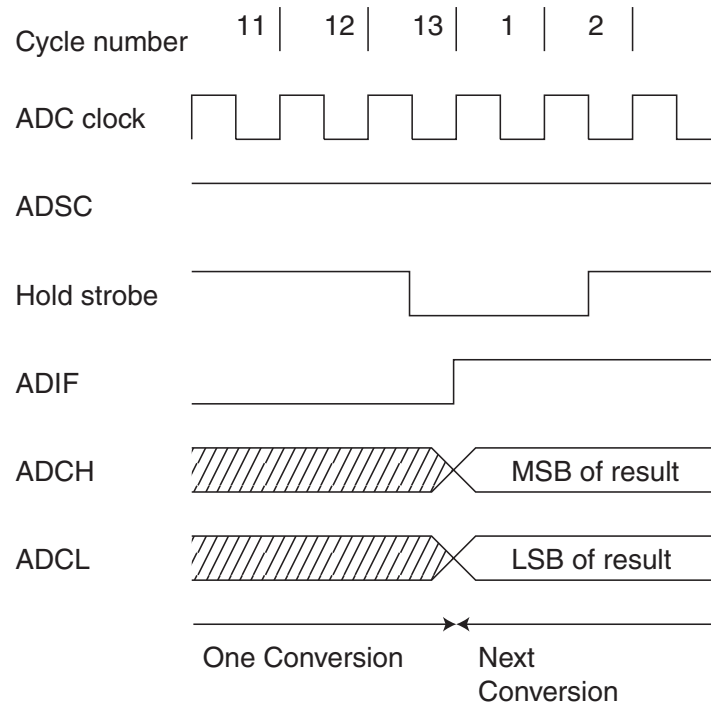 Cycle number 11 12 13 1 2
ADC clock
ADSC
Hold strobe
ADIF
ADCH MSB of result
ADCL LSB of result
One Conversion Next
Conversion